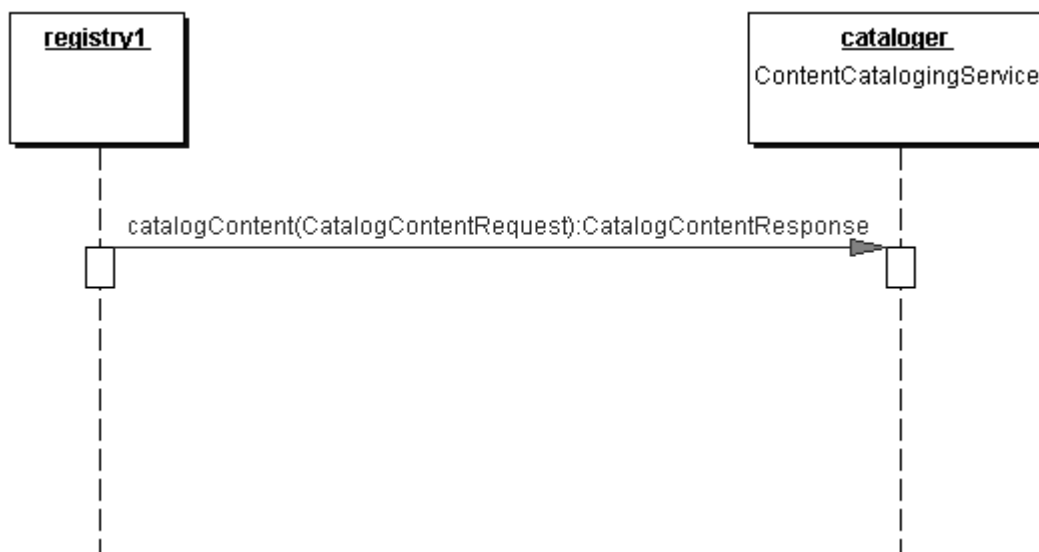 registry1
cataloger
ContentCatalogingService
catalogContent(CatalogContentRequest):CatalogContentResponse